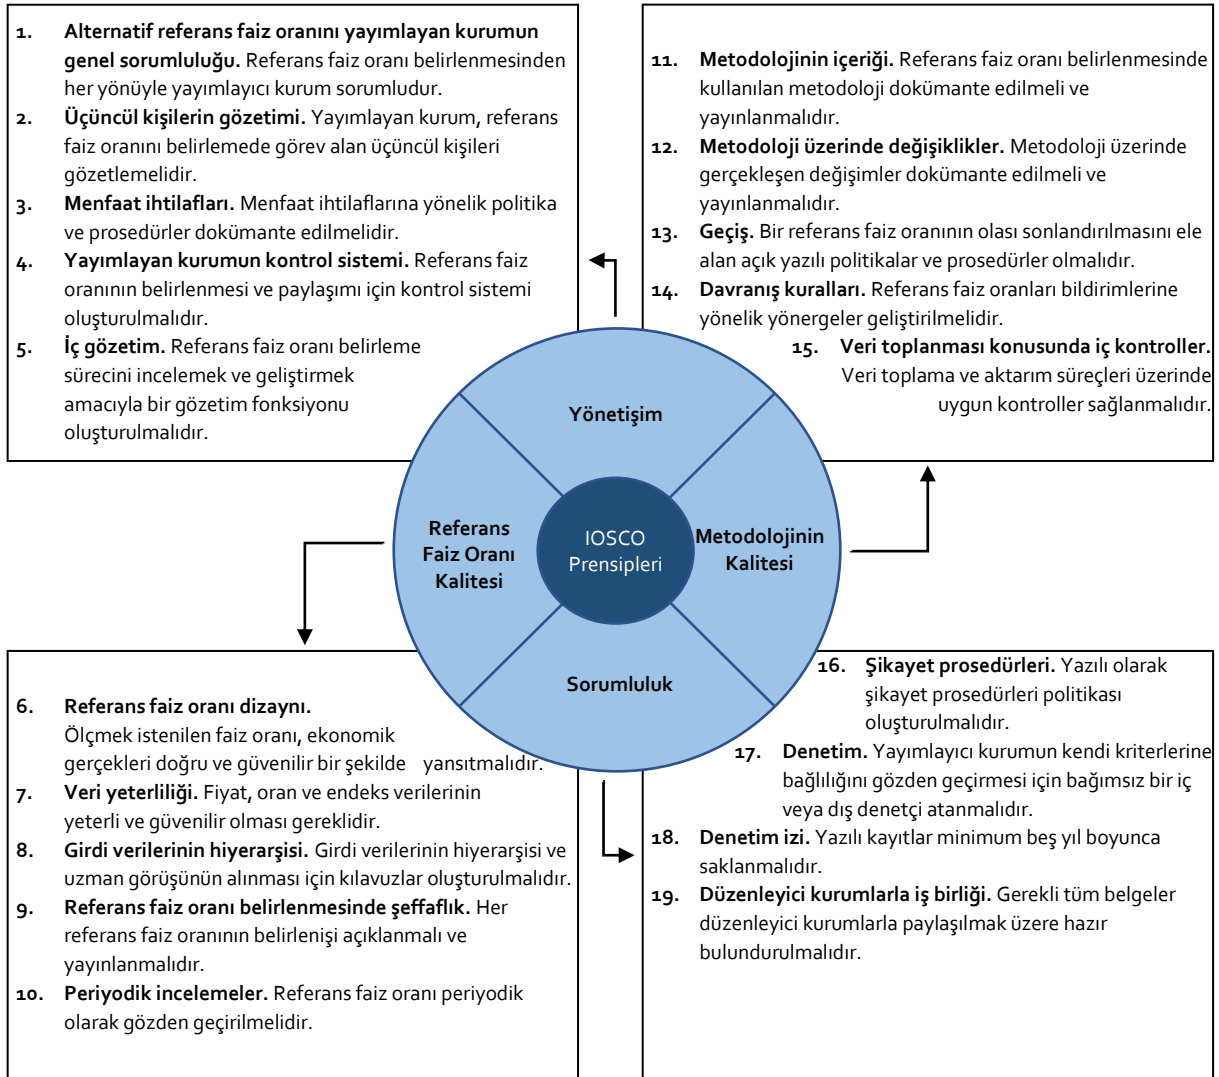 1. Alternatif referans faiz oranını yayımlayan kurumun
genel sorumluluğu. Referans faiz oranı belirlenmesinden
her yönüyle yayımlayıcı kurum sorumludur.
2. Üçüncül kişilerin gözetimi. Yayımlayan kurum, referans
faiz oranını belirlemede görev alan üçüncül kişileri
gözetlemelidir.
3. Menfaat ihtilafları. Menfaat ihtilaflarına yönelik politika
ve prosedürler dokümante edilmelidir.
4. Yayımlayan kurumun kontrol sistemi. Referans faiz
oranının belirlenmesi ve paylaşımı için kontrol sistemi
oluşturulmalıdır.
5. İç gözetim. Referans faiz oranı belirleme
sürecini incelemek ve geliştirmek
amacıyla bir gözetim fonksiyonu
oluşturulmalıdır.
11. Metodolojinin içeriği. Referans faiz oranı belirlenmesinde
kullanılan metodoloji dokümante edilmeli ve
yayınlanmalıdır.
12. Metodoloji üzerinde değişiklikler. Metodoloji üzerinde
gerçekleşen değişimler dokümante edilmeli ve
yayınlanmalıdır.
13. Geçiş. Bir referans faiz oranının olası sonlandırılmasını ele
alan açık yazılı politikalar ve prosedürler olmalıdır.
14. Davranış kuralları. Referans faiz oranları bildirimlerine
yönelik yönergeler geliştirilmelidir.
15. Veri toplanması konusunda iç kontroller.
Veri toplama ve aktarım süreçleri üzerinde
uygun kontroller sağlanmalıdır.
Yönetişim
Referans
Faiz Oranı
Kalitesi
IOSCO
Prensipleri
Metodolojinin
Kalitesi
Sorumluluk
6. Referans faiz oranı dizaynı.
Ölçmek istenilen faiz oranı, ekonomik
gerçekleri doğru ve güvenilir bir şekilde yansıtmalıdır.
7. Veri yeterliliği. Fiyat, oran ve endeks verilerinin
yeterli ve güvenilir olması gereklidir.
8. Girdi verilerinin hiyerarşisi. Girdi verilerinin hiyerarşisi ve
uzman görüşünün alınması için kılavuzlar oluşturulmalıdır.
9. Referans faiz oranı belirlenmesinde şeffaflık. Her
referans faiz oranının belirlenişi açıklanmalı ve
yayınlanmalıdır.
10. Periyodik incelemeler. Referans faiz oranı periyodik
olarak gözden geçirilmelidir.
16. Şikayet prosedürleri. Yazılı olarak
şikayet prosedürleri politikası
oluşturulmalıdır.
17. Denetim. Yayımlayıcı kurumun kendi kriterlerine
bağlılığını gözden geçirmesi için bağımsız bir iç
veya dış denetçi atanmalıdır.
18. Denetim izi. Yazılı kayıtlar minimum beş yıl boyunca
saklanmalıdır.
19. Düzenleyici kurumlarla iş birliği. Gerekli tüm belgeler
düzenleyici kurumlarla paylaşılmak üzere hazır
bulundurulmalıdır.